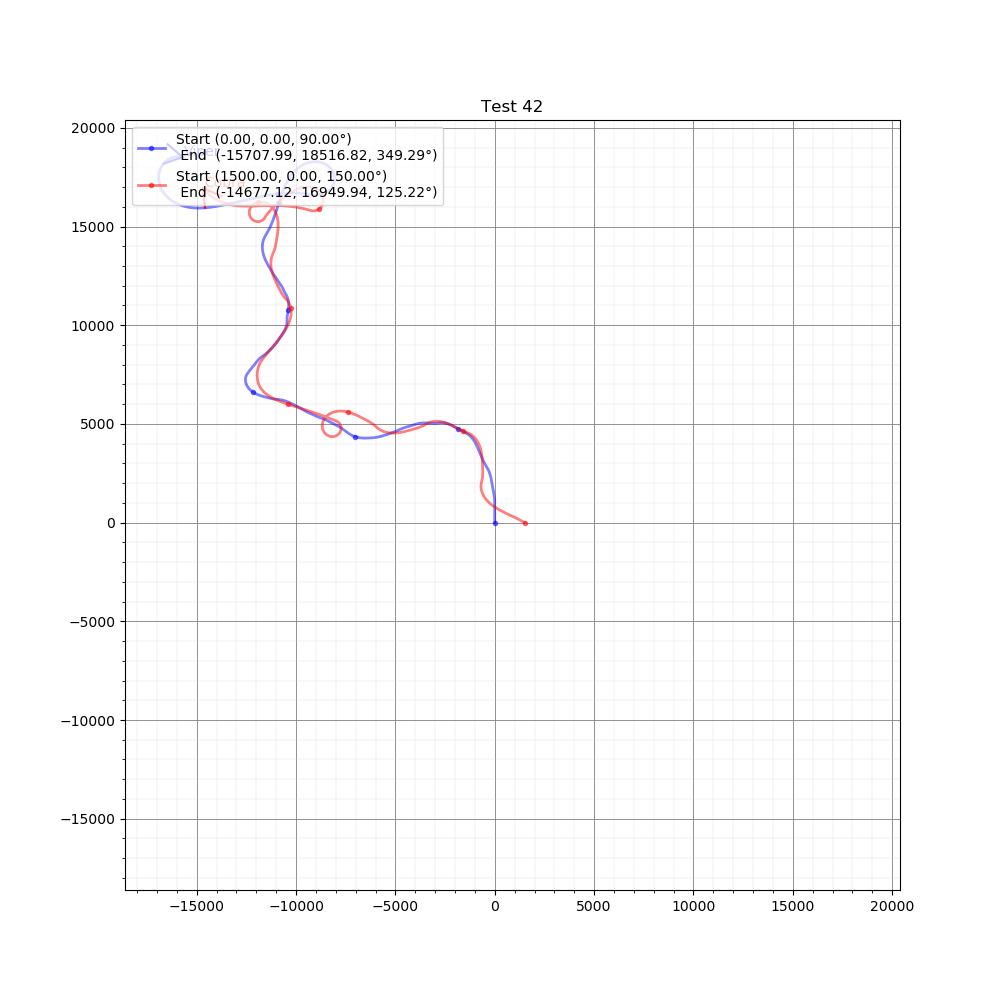 Test 42
Start (0.00, 0.00, 90.00°)
End (-15707.99, 18516.82, 349.29°)
Start (1500.00, 0.00, 150.00°)
End (-14677.12, 16949.94, 125.22°)
20000
15000
10000
5000
0
−5000
−10000
−15000
−15000 −10000 −5000 0 5000 10000 15000 20000